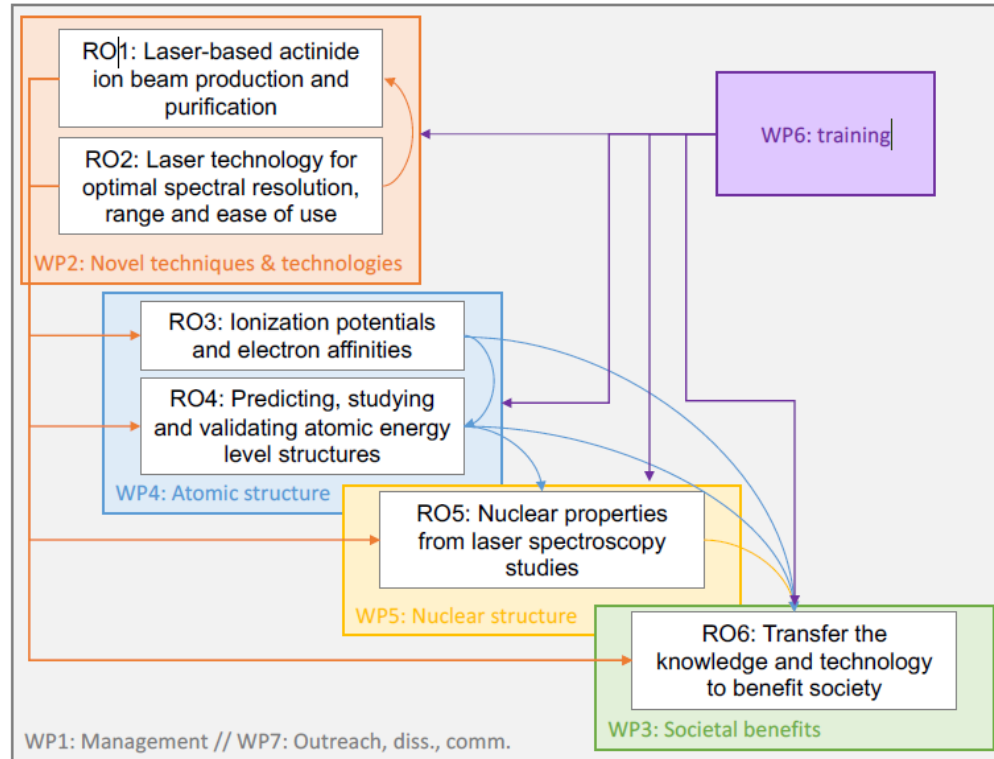 RO1: Laser-based actinide
ion beam production and
purification
RO2: Laser technology for
optimal spectral resolution,
range and ease of use
WP2: Novel techniques & technologies
WP6: training
RO3: Ionization potentials
and electron affinities
RO4: Predicting, studying
and validating atomic energy
level structures
WP4: Atomic structure
RO5: Nuclear properties
from laser spectroscopy
studies
WP5: Nuclear structure
RO6: Transfer the
knowledge and technology
to benefit society
WP3: Societal benefits
WP1: Management // WP7: Outreach, diss., comm.